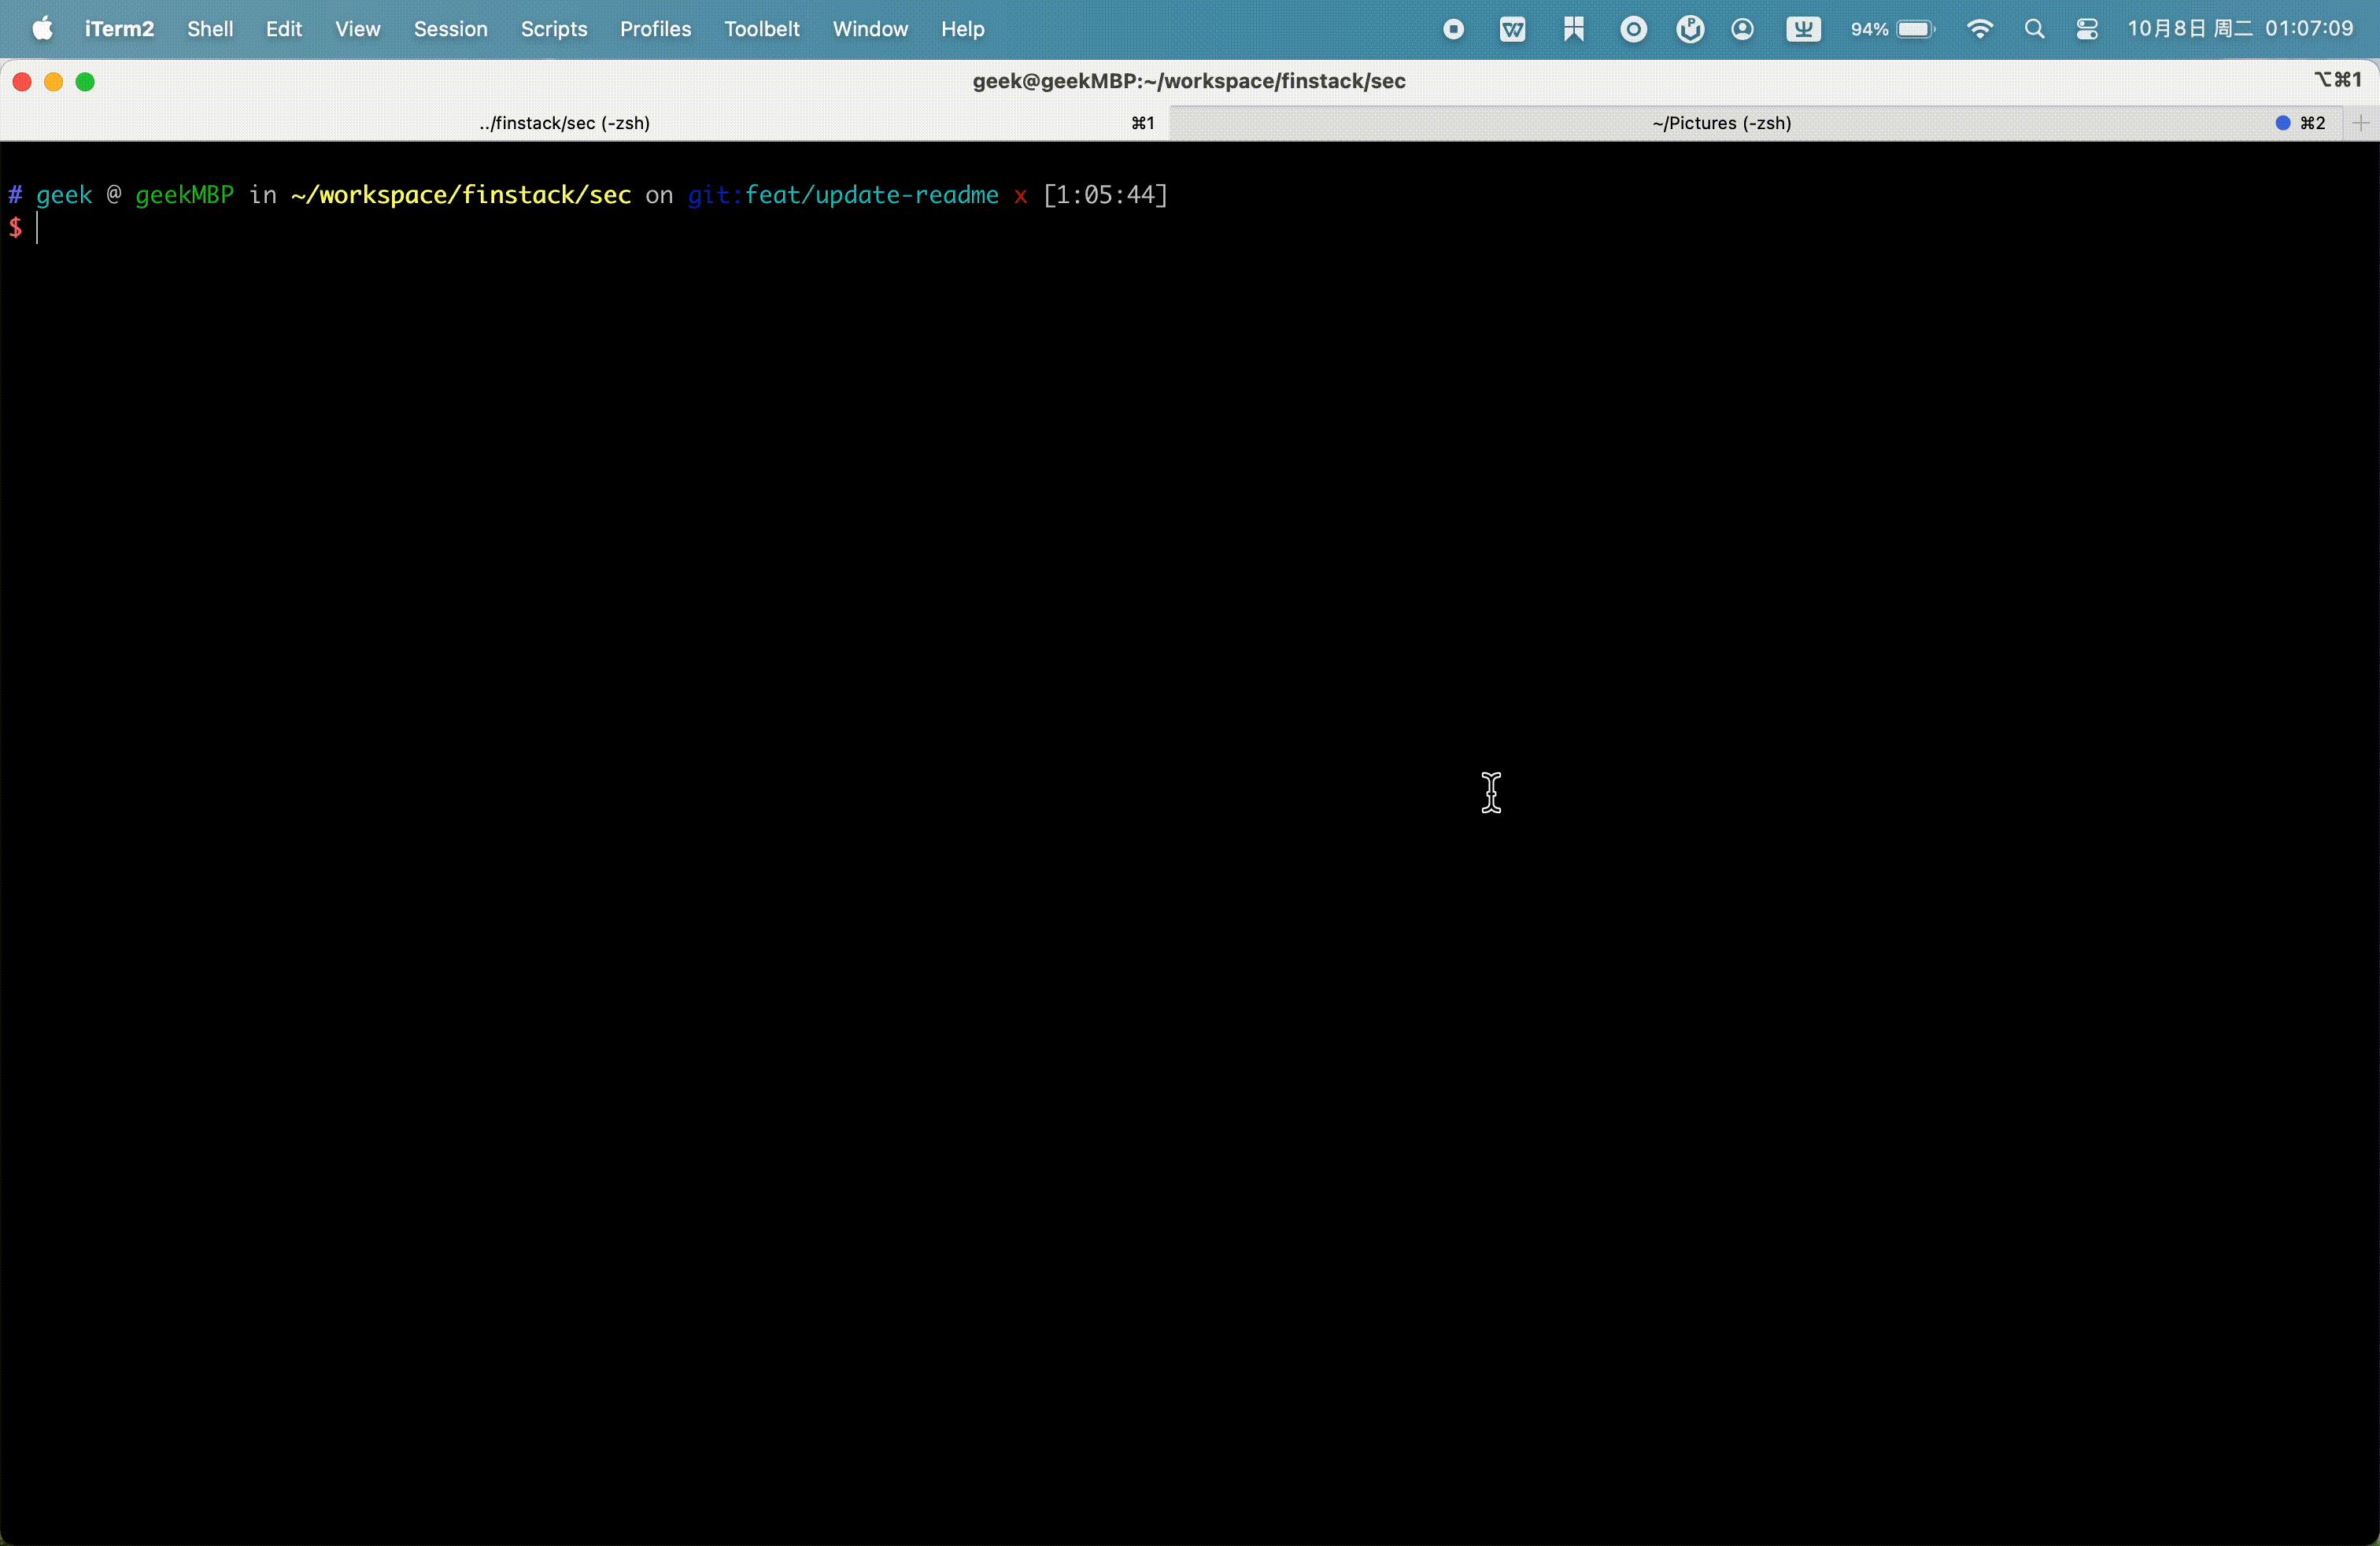 iTerm2 Shell Edit View Session Scripts Profiles Toolbelt Window Help 94% 10月8日 周二 01:07:09
geek@geekMBP:~/workspace/finstack/sec ⌥⌘1
../finstack/sec (-zsh) ⌘1 ~/Pictures (-zsh) ⌘2
# geek @ geekMBP in ~/workspace/finstack/sec on git:feat/update-readme x [1:05:44]
$